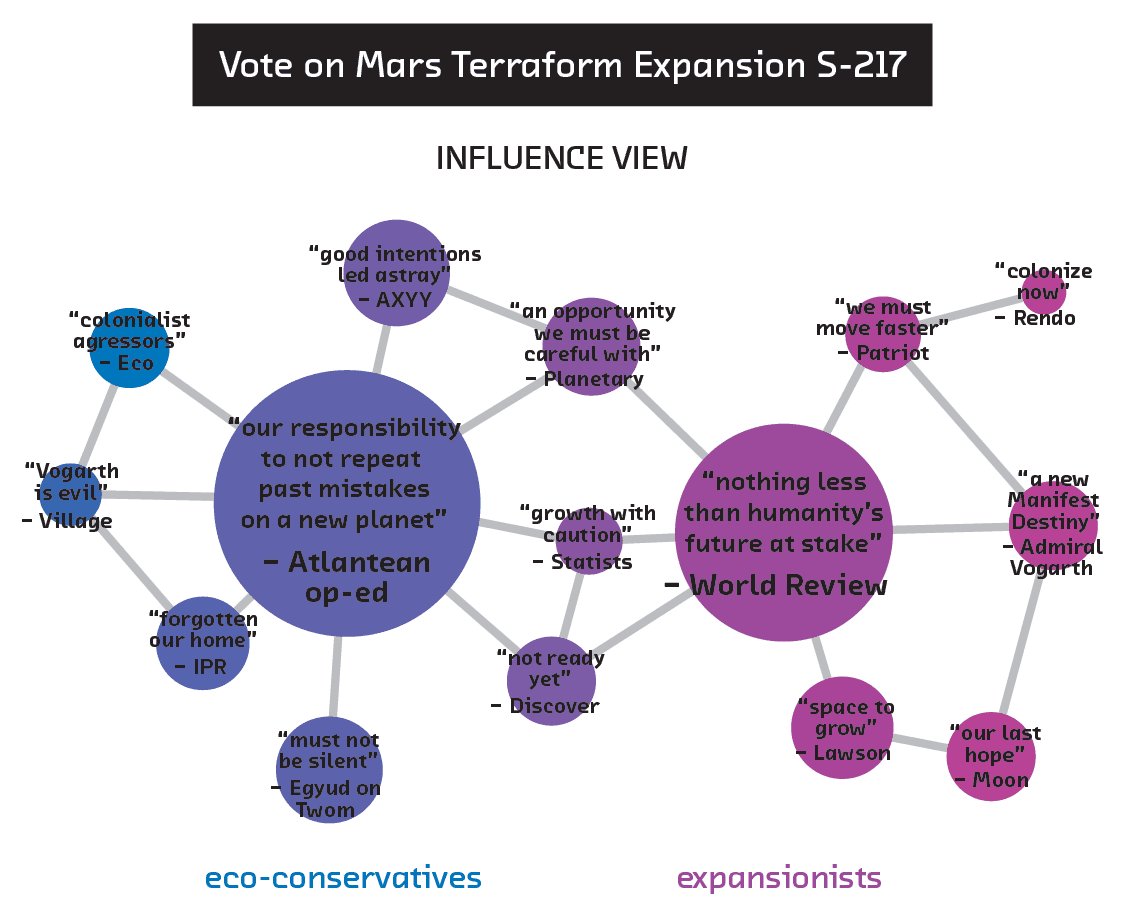 Vote on Mars Terraform Expansion S-217
INFLUENCE VIEW
“good intentions
led astray”
– AXYY
“colonialist
agressors”
– Eco
“an opportunity
we must be
careful with”
– Planetary
“we must
move faster”
– Patriot
“colonize
now”
– Rendo
“our responsibility
to not repeat
past mistakes
on a new planet”
– Atlantean
op-ed
“Vogarth
is evil”
– Village
“growth with
caution”
– Statists
“nothing less
than humanity’s
future at stake”
– World Review
“a new
Manifest
Destiny”
– Admiral
Vogarth
“forgotten
our home”
– IPR
“not ready
yet”
– Discover
“must not
be silent”
– Egyud on
Twom
“space to
grow”
– Lawson
“our last
hope”
– Moon
eco-conservatives
expansionists